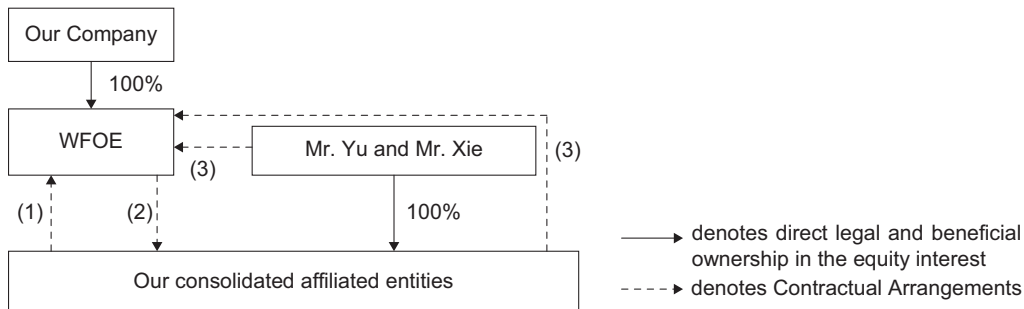 Our Company
100%
WFOE
Mr. Yu and Mr. Xie
(3)
(3)
(1)
(2)
100%
Our consolidated affiliated entities
denotes direct legal and beneficial
ownership in the equity interest
denotes Contractual Arrangements